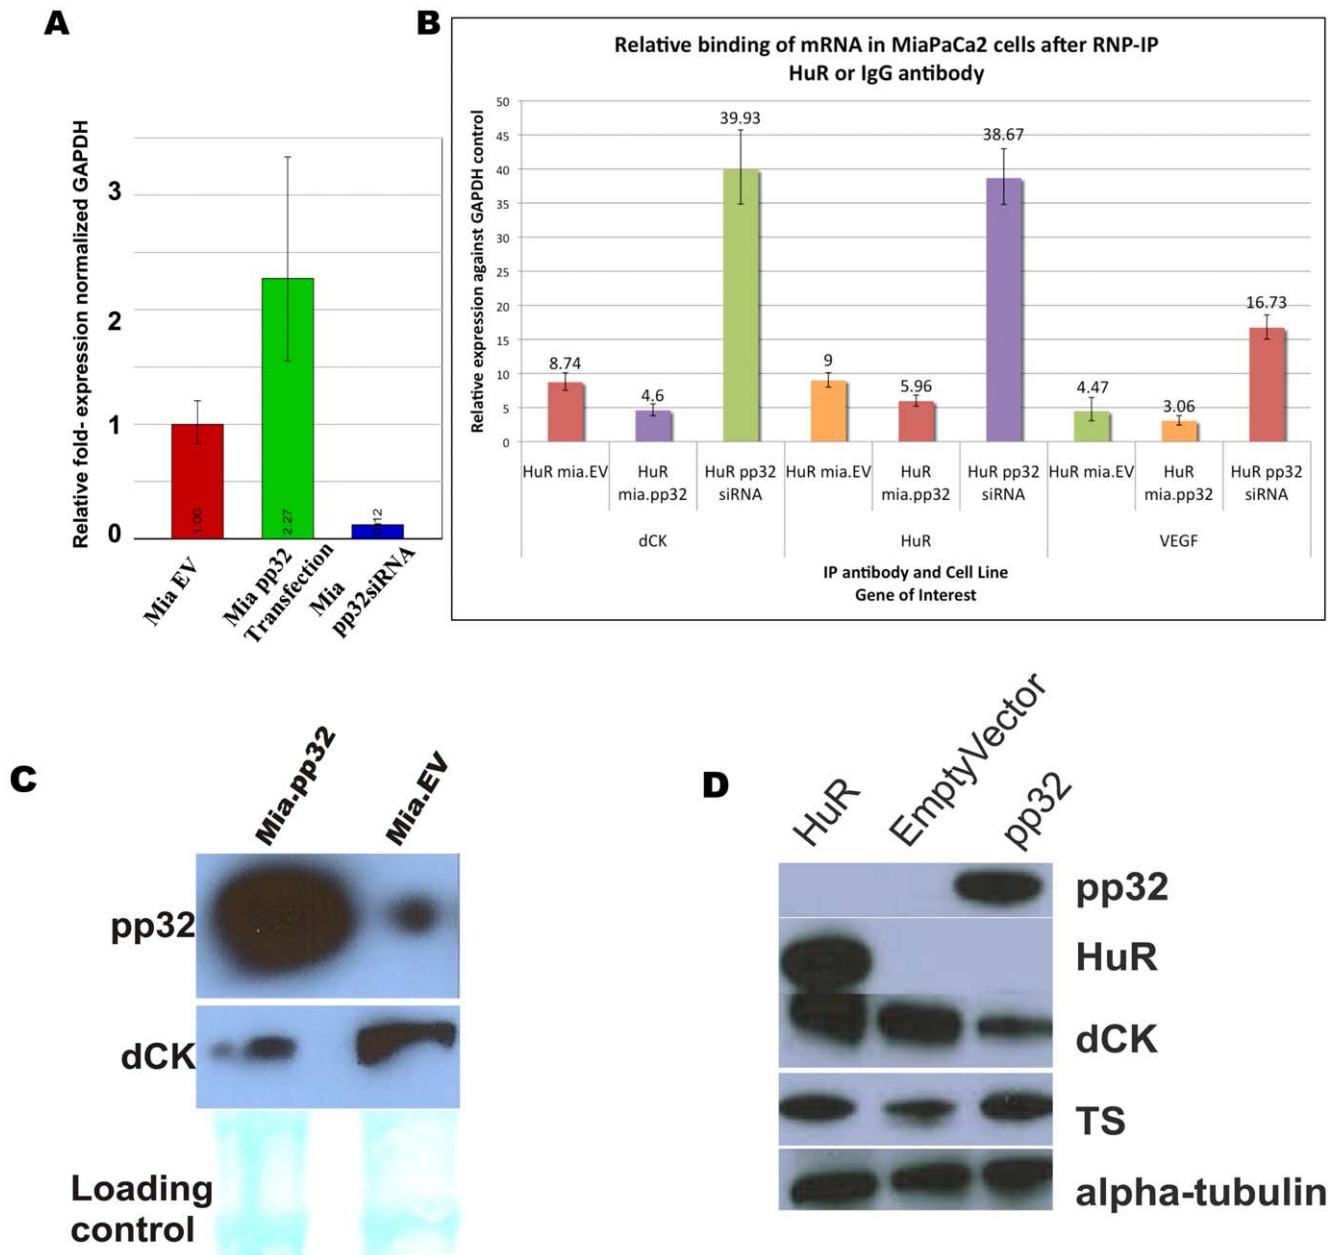 A
Relative fold- expression normalized GAPDH
3
2
1
0
1.00
2.27
Mia EV
Mia pp32
Transfection
Mia
pp32siRNA
B
Relative binding of mRNA in MiaPaCa2 cells after RNP-IP
HuR or IgG antibody
Relative expression against GAPDH control
50
45
40
35
30
25
20
15
10
5
0
8.74
4.6
39.93
9
5.96
38.67
4.47
3.06
16.73
HuR mia.EV
HuR
mia.pp32
HuR pp32
siRNA
HuR mia.EV
HuR
mia.pp32
HuR pp32
siRNA
HuR mia.EV
HuR
mia.pp32
HuR pp32
siRNA
dCK
HuR
VEGF
IP antibody and Cell Line
Gene of Interest
C
Mia.pp32
Mia.EV
pp32
dCK
Loading
control
D
HuR
EmptyVector
pp32
pp32
HuR
dCK
TS
alpha-tubulin